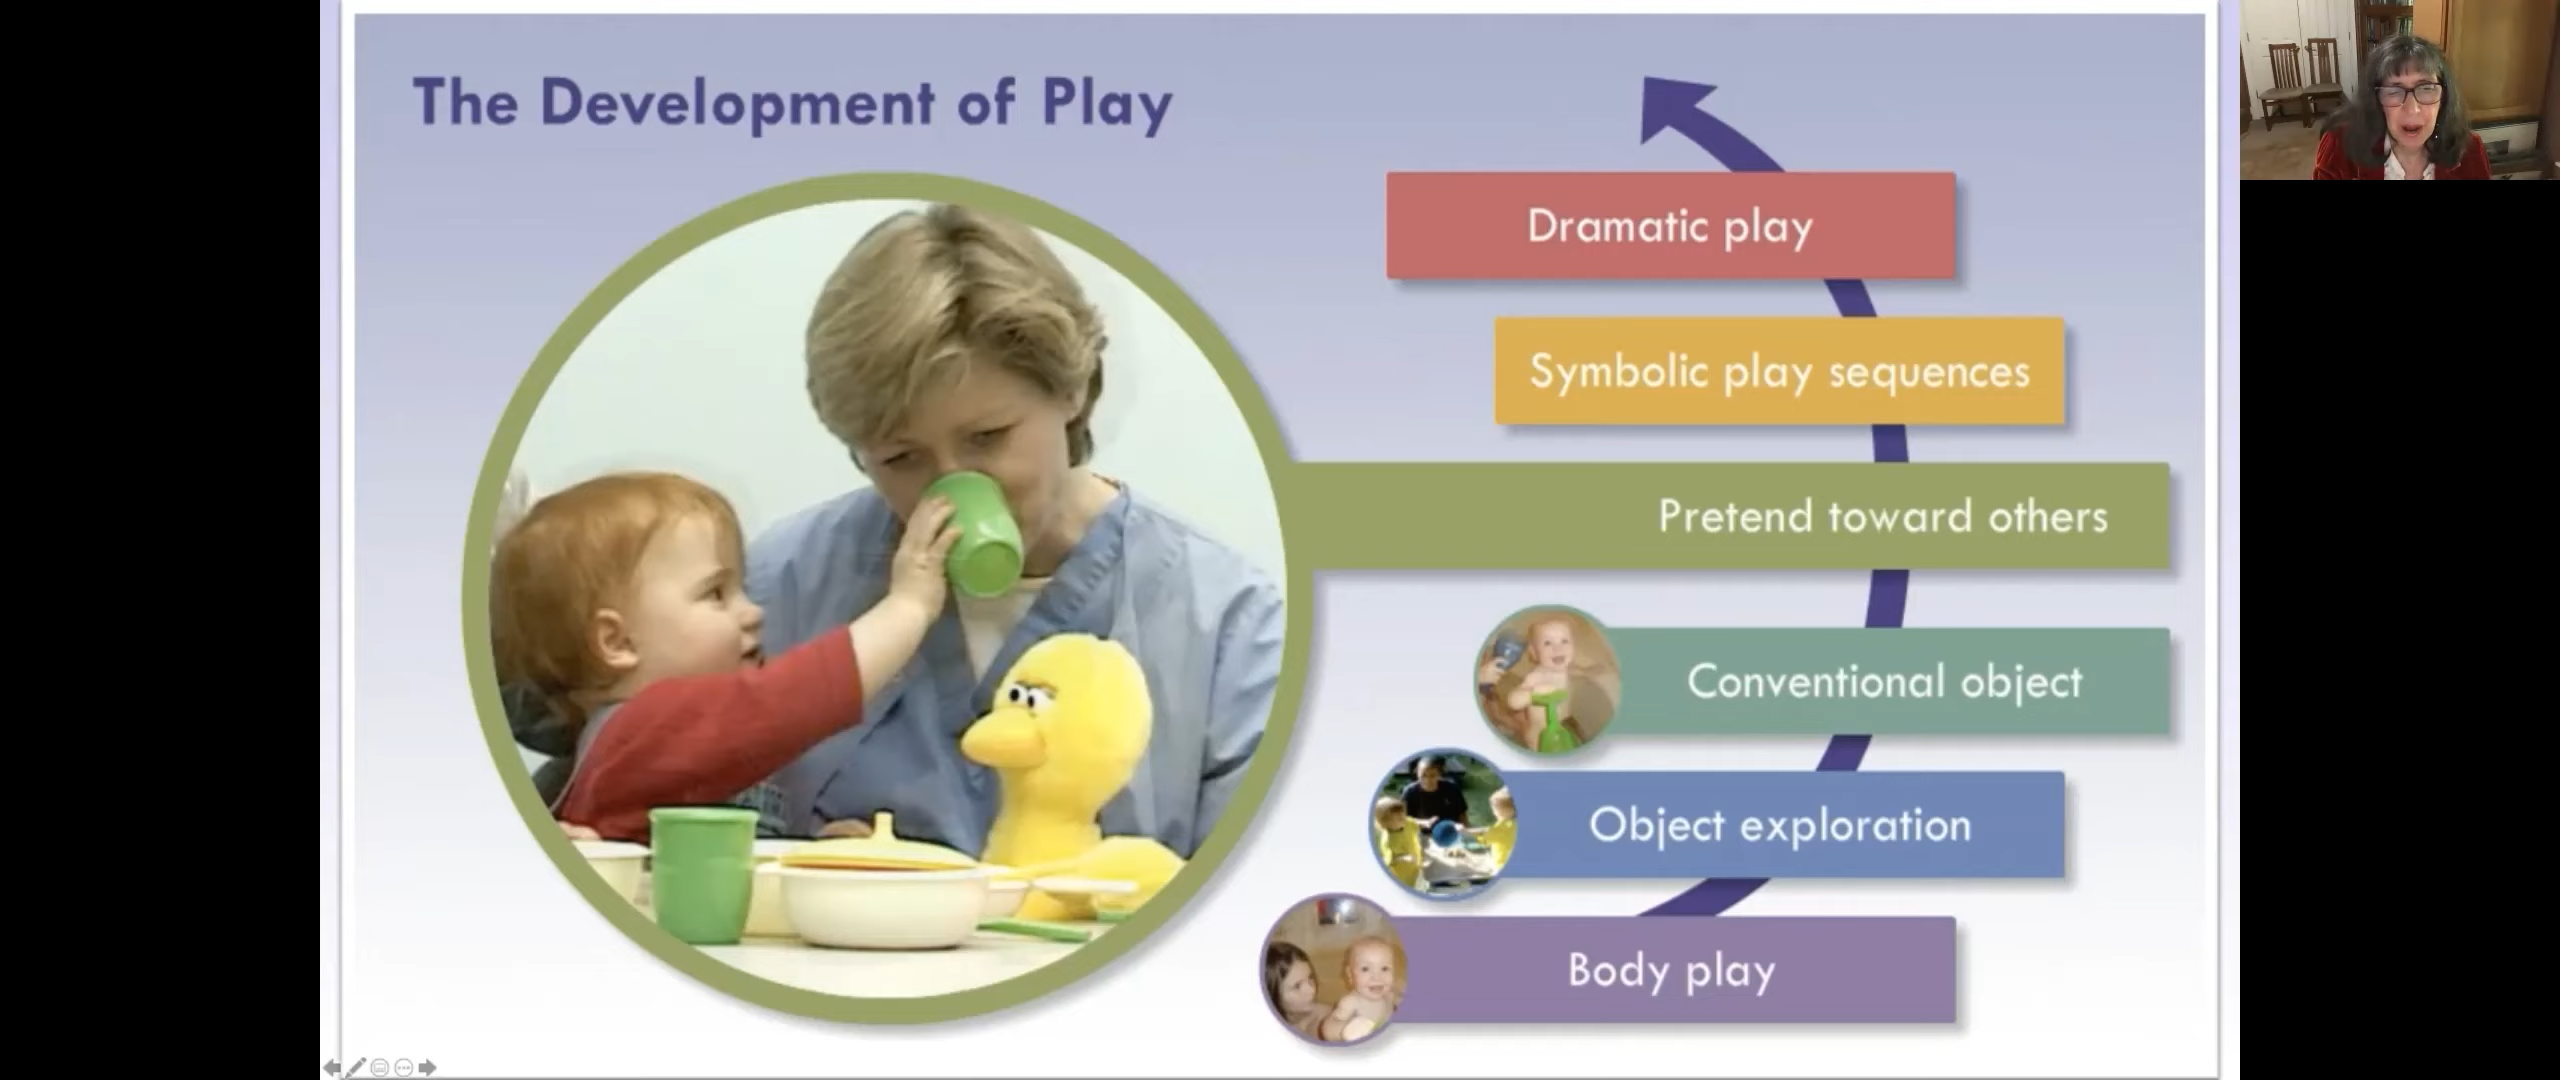 The Development of Play
Dramatic play
Symbolic play sequences
Pretend toward others
Conventional object
Object exploration
Body play